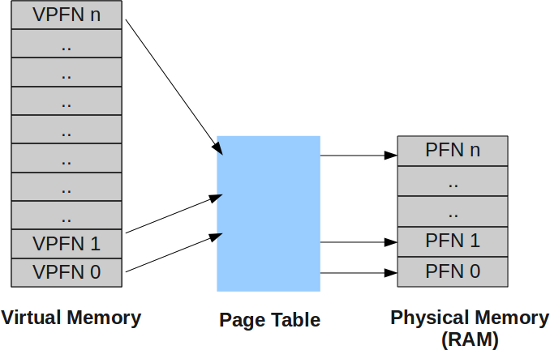 VPFN n
..
..
..
..
..
..
..
VPFN 1
VPFN 0
Virtual Memory
Page Table
PFN n
..
..
PFN 1
PFN 0
Physical Memory
(RAM)